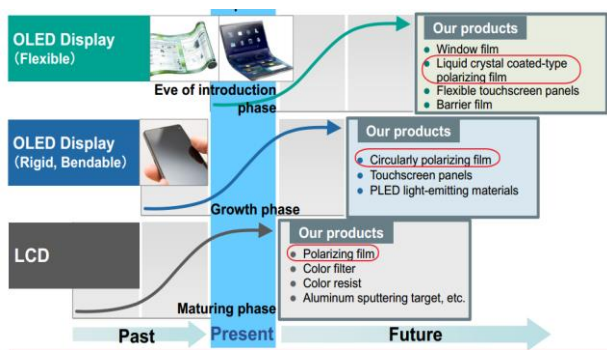 OLED Display
(Flexible)
Eve of introduction
phase
Our products
Window film
Liquid crystal coated-type
polarizing film
Flexible touchscreen panels
Barrier film
OLED Display
(Rigid, Bendable)
Growth phase
Our products
Circularly polarizing film
Touchscreen panels
PLED light-emitting materials
LCD
Maturing phase
Our products
Polarizing film
Color filter
Color resist
Aluminum sputtering target, etc.
Past
Present
Future